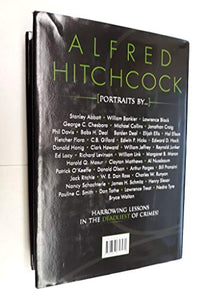 ALFRED
HITCHCOCK
[PORTRAITS BY...]
Stanley Abbott • William Bankier • Lawrence Block
George C. Chesbro • Michael Collins • Jonathan Craig
Phil Davis • Babs H. Deal • Borden Deal • Elijah Ellis • Hal Ellson
Fletcher Flora • C.B. Gilford • Edwin P. Hicks • Edward D. Hoch
Donald Honig • Clark Howard • William Jeffrey • Reynold Junker
Ed Lacy • Richard Levinson • William Link • Margaret B. Maron
Harold Q. Masur • Clayton Matthews • Al Nussbaum
Patrick O'Keeffe • Donald Olson • Arthur Porges • Bill Pronzini
Jack Ritchie • W. E. Dan Ross • Charles W. Runyon
Nancy Schachterle • James H. Schmitz • Henry Slesar
Pauline C. Smith • Don Tothe • Lawrence Treat • Nedra Tyre
Bryce Walton
HARROWING LESSONS
IN THE DEADLIEST OF CRIMES!